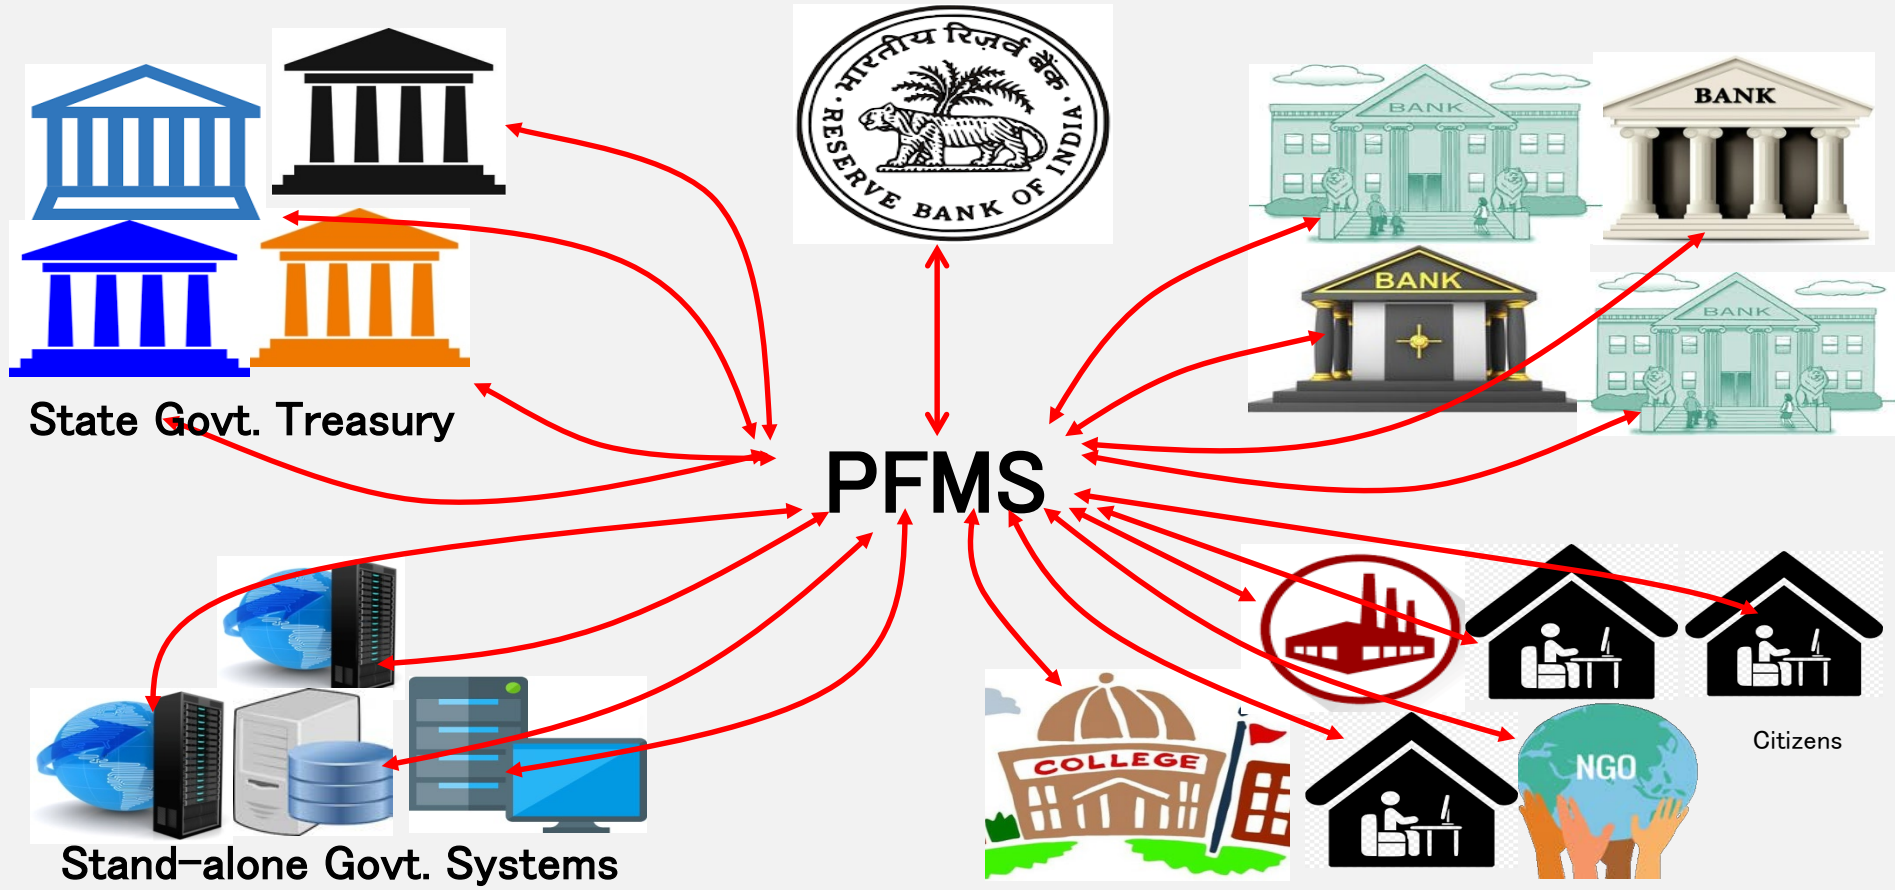 भारतीय रिज़र्व बैंक
RESERVE BANK OF INDIA
BANK
BANK
BANK
BANK
State Govt. Treasury
PFMS
COLLEGE
NGO
Citizens
Stand-alone Govt. Systems